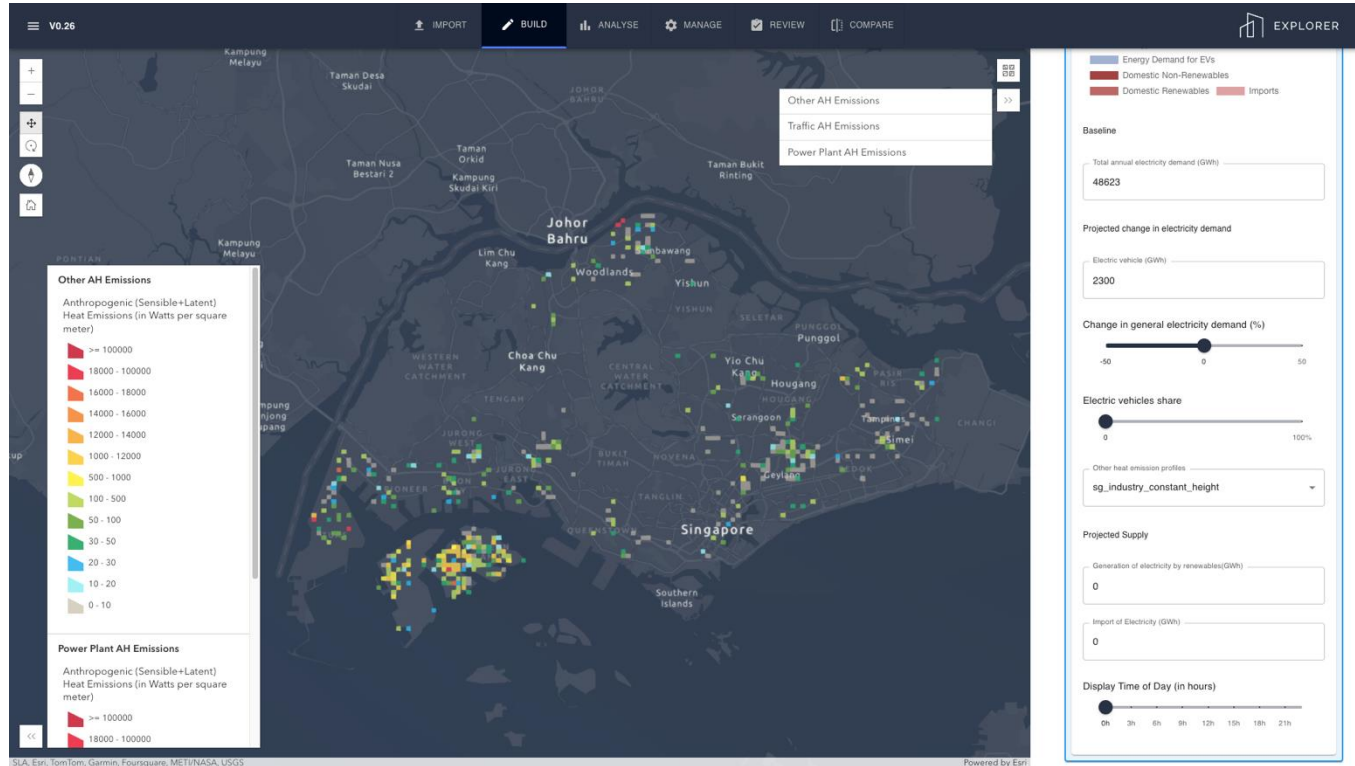 V0.26
IMPORT
BUILD
ANALYSE
MANAGE
REVIEW
COMPARE
EXPLORER
Kampung
Melayu
Taman Desa
Skudai
JOHOR
BAHRU
Taman
Orkid
Taman Nusa
Bestari 2
Kampung
Skudai Kiri
Taman Bukit
Rinting
Johor
Bahru
Kampung
Melayu
PONTIAN
Lim Chu
Kang
Woodlands
Sembawang
Yishun
YISHUN
SELETAR
PUNGGOL
Punggol
WESTERN
WATER
CATCHMENT
Choa Chu
Kang
CENTRAL
WATER
CATCHMENT
Yio Chu
Kang
Hougang
HOUGANG
PASIR
RIS
TENGAH
Serangoon
Tampines
CHANGI
Simei
JURONG
WEST
BUKIT
TIMAH
NOVENA
JURONG
EAST
BEDOK
Geylang
PIONEER
TANGLIN
QUEENSTOWN
Singapore
Southern
Islands
Other AH Emissions
Traffic AH Emissions
Power Plant AH Emissions
Other AH Emissions
Anthropogenic (Sensible+Latent)
Heat Emissions (in Watts per square
meter)
>= 100000
18000 - 100000
16000 - 18000
14000 - 16000
12000 - 14000
1000 - 12000
500 - 1000
100 - 500
50 - 100
30 - 50
20 - 30
10 - 20
0 - 10
Power Plant AH Emissions
Anthropogenic (Sensible+Latent)
Heat Emissions (in Watts per square
meter)
>= 100000
18000 - 100000
SLA, Esri, TomTom, Garmin, Foursquare, METI/NASA, USGS
Powered by Esri
Energy Demand for EVs
Domestic Non-Renewables
Domestic Renewables Imports
Baseline
Total annual electricity demand (GWh)
48623
Projected change in electricity demand
Electric vehicle (GWh)
2300
Change in general electricity demand (%)
-50 0 50
Electric vehicles share
0 100%
Other heat emission profiles
sg_industry_constant_height
Projected Supply
Generation of electricity by renewables(GWh)
0
Import of Electricity (GWh)
0
Display Time of Day (in hours)
0h 3h 6h 9h 12h 15h 18h 21h